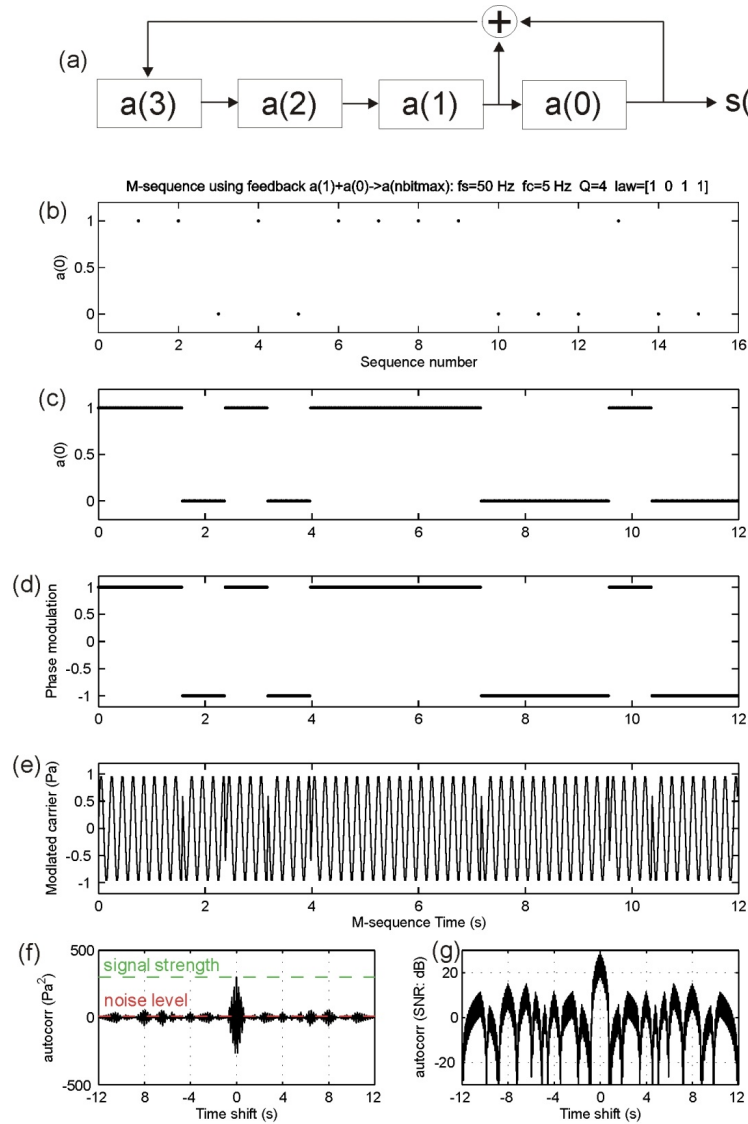 (a)
+
a(3) a(2) a(1) a(0) s(
M-sequence using feedback a(1)+a(0)->a(nbitmax): fs=50 Hz fc=5 Hz Q=4 law=[1 0 1 1]
(b)
a(0)
1
0.5
0
0 2 4 6 8 10 12 14 16
Sequence number
(c)
a(0)
1
0.5
0
0 2 4 6 8 10 12
(d)
Phase modulation
1
0.5
0
-0.5
-1
0 2 4 6 8 10 12
(e)
Modlated carrier (Pa)
1
0.5
0
-0.5
-1
0 2 4 6 8 10 12
M-sequence Time (s)
(f)
autocorr (Pa2)
500
0
-500
signal strength
noise level
-12 8 -4 0 4 8 12
Time shift (s)
(g)
autocorr (SNR: dB)
20
0
-20
-12 -8 -4 0 4 8 12
Time shift (s)